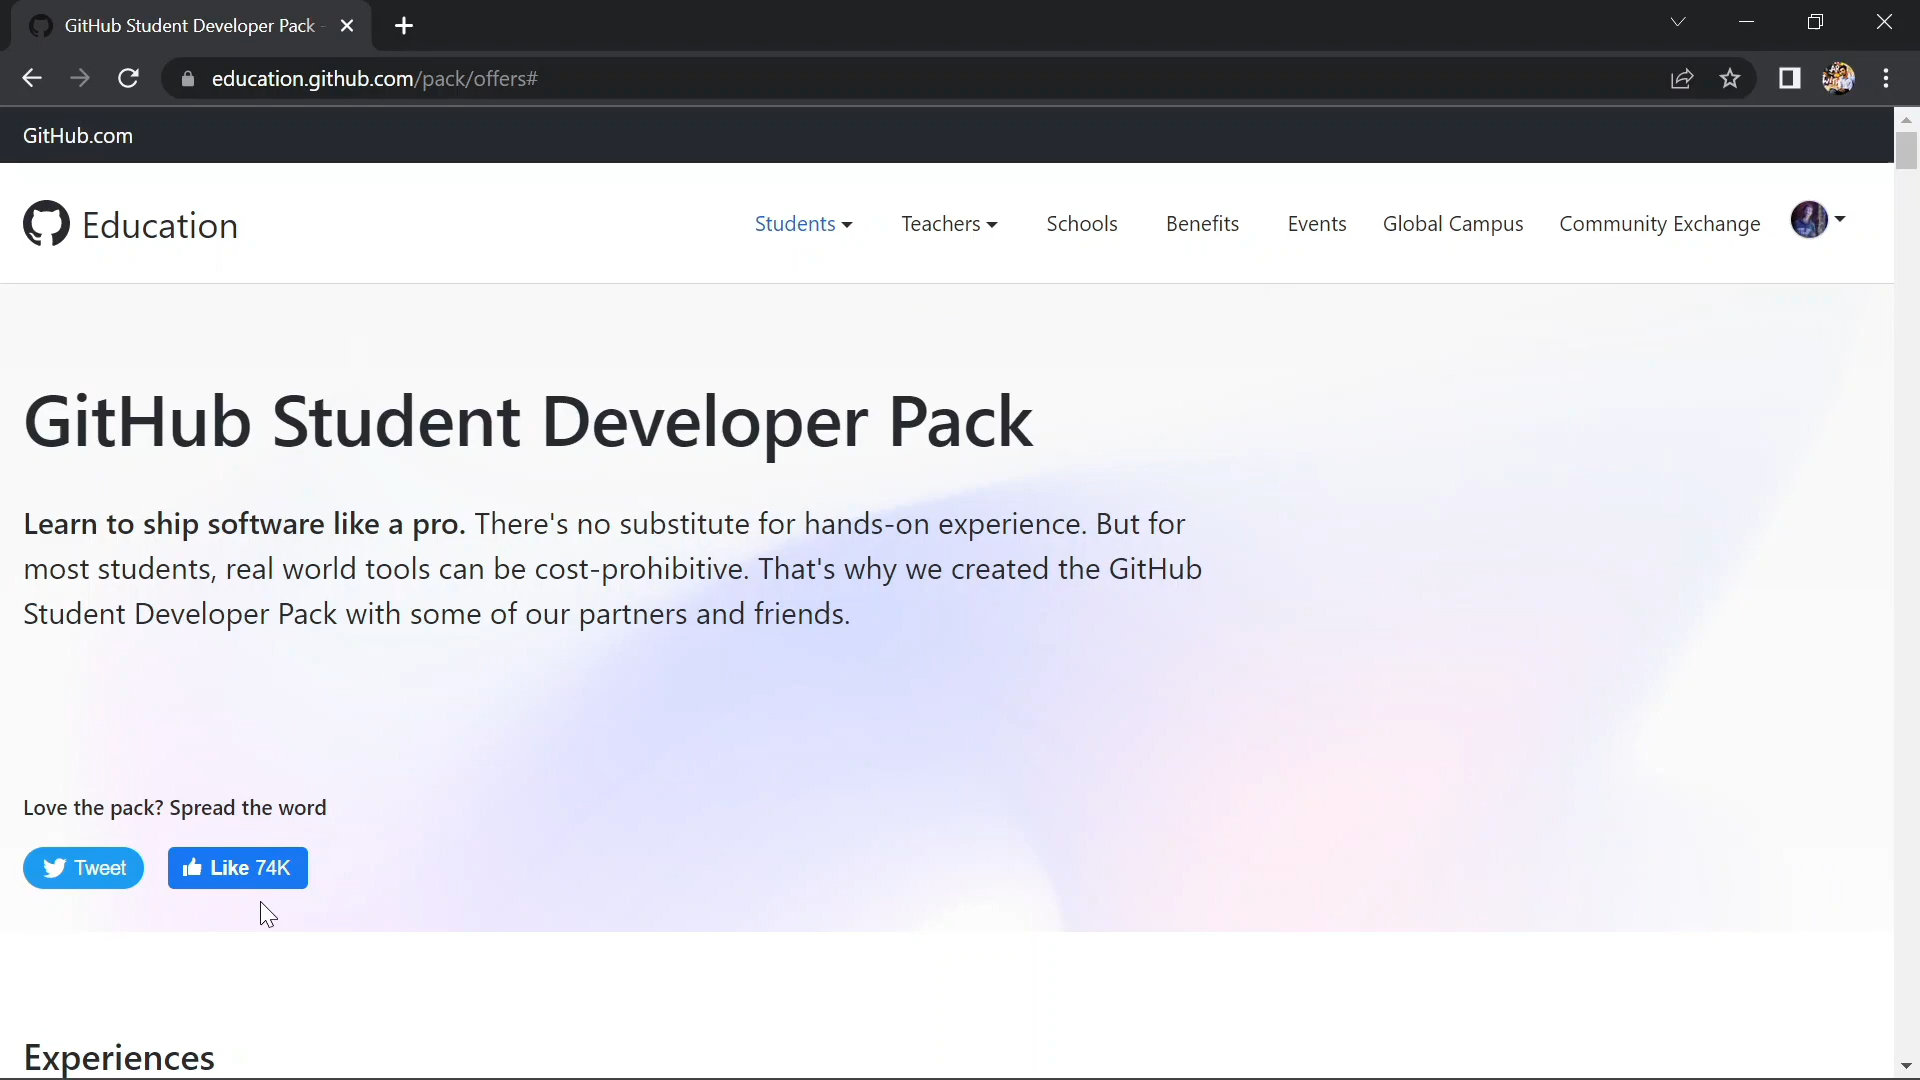 GitHub Student Developer Pack -
education.github.com/pack/offers#
GitHub.com
Education
Students
Teachers
Schools
Benefits
Events
Global Campus
Community Exchange
GitHub Student Developer Pack
Learn to ship software like a pro. There's no substitute for hands-on experience. But for
most students, real world tools can be cost-prohibitive. That's why we created the GitHub
Student Developer Pack with some of our partners and friends.
Love the pack? Spread the word
Tweet
Like 74K
Experiences